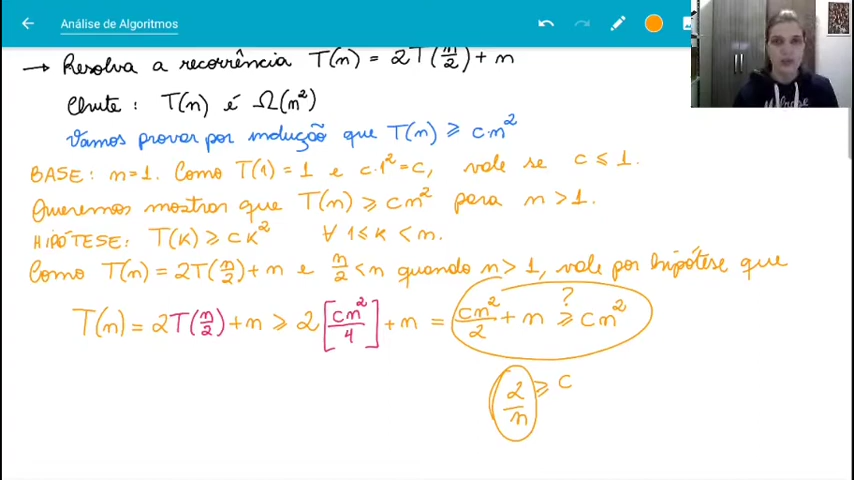 Análise de Algoritmos
→ Resolva a recorrência T(n) = 2T(n/2) + n
Chute: T(n) é Ω(n²)
Vamos provar por indução que T(n) ≥ c·n²
BASE: n=1. Como T(1) = 1 e c·1² = c, vale se c ≤ 1.
Queremos mostrar que T(n) ≥ cn² para n > 1.
HIPÓTESE: T(k) ≥ ck² ∀ 1 ≤ k < n.
Como T(n) = 2T(n/2) + n e n/2 < n quando n > 1, vale por hipótese que
T(n) = 2T(n/2) + n ≥ 2[cn²/4] + n = cn²/2 + n ≥? cn²
2/n ≥ c